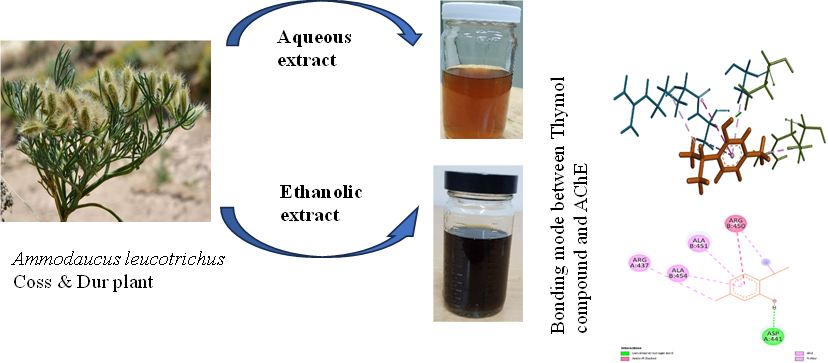 Aqueous
extract
Ethanolic
extract
Ammodaucus leucotrichus
Coss & Dur plant
Bonding mode between Thymol
compound and AChE
ARG
B:450
ALA
B:451
ARG
A:437
ALA
B:454
H
ASP
A:441